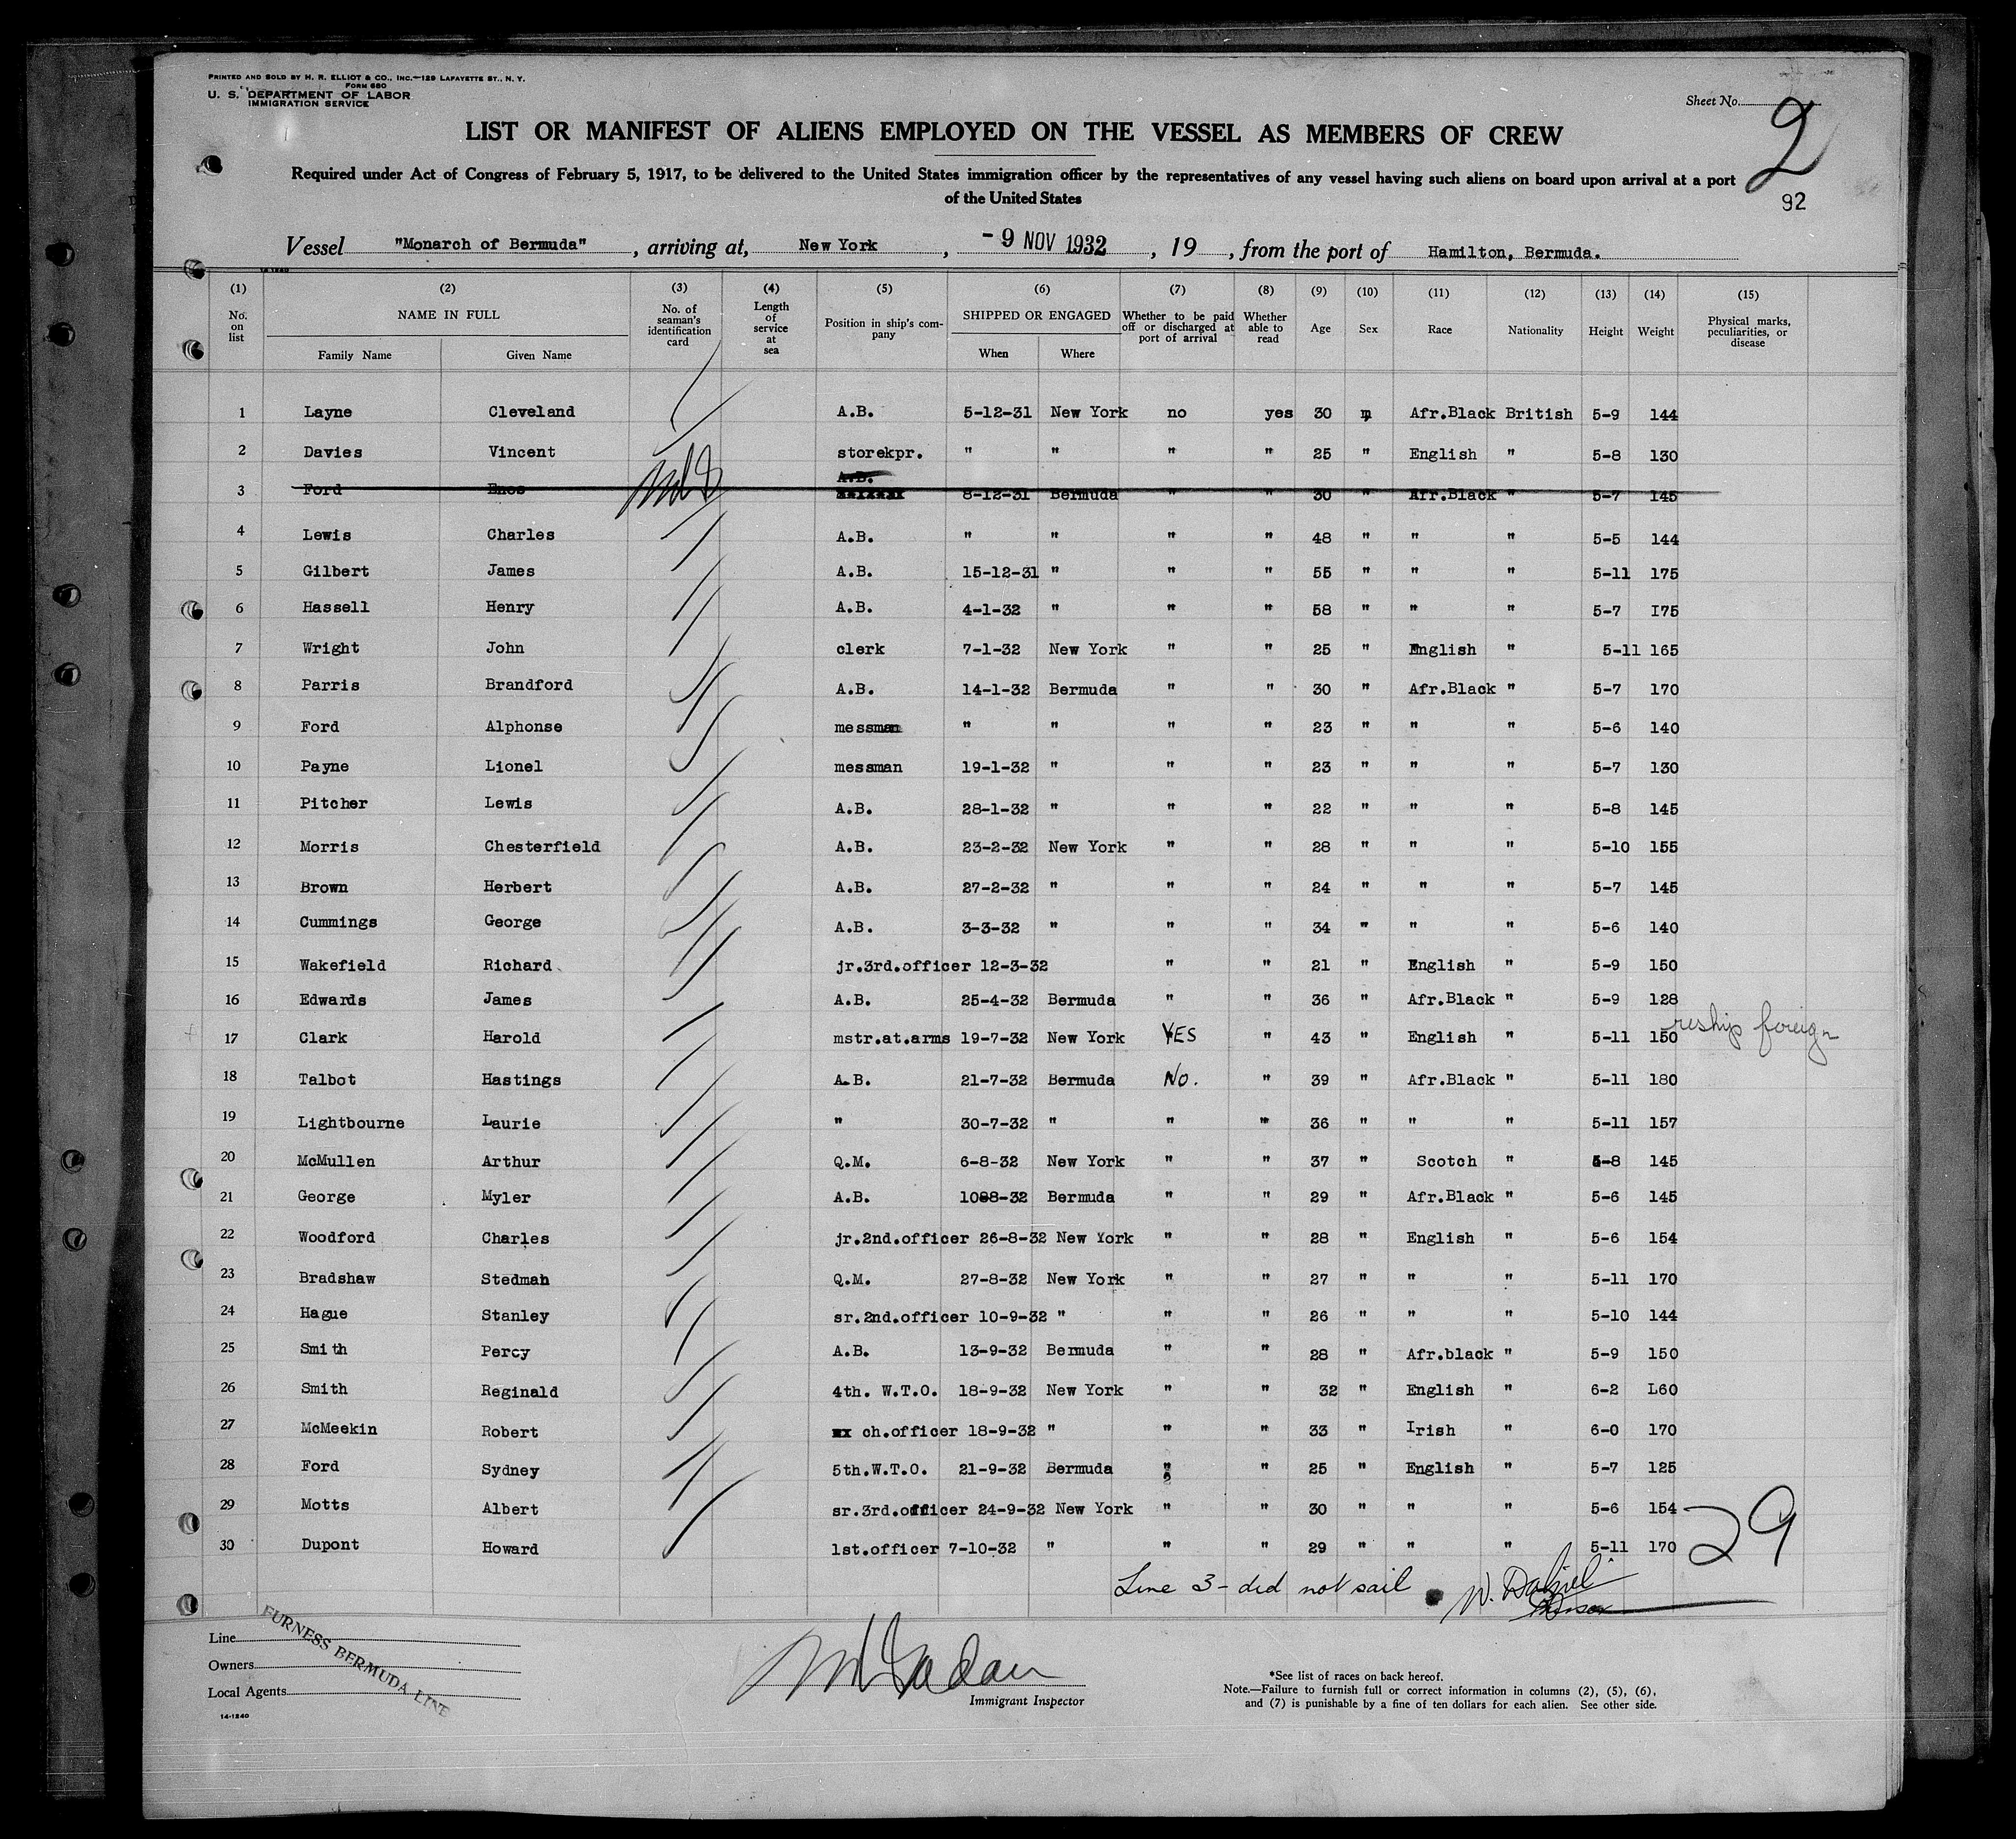 PRINTED AND SOLD BY H. R. ELLIOT & CO., INC.—129 LAFAYETTE ST., N. Y.
FORM 680
U. S. DEPARTMENT OF LABOR
IMMIGRATION SERVICE
Sheet No. 2
LIST OR MANIFEST OF ALIENS EMPLOYED ON THE VESSEL AS MEMBERS OF CREW
Required under Act of Congress of February 5, 1917, to be delivered to the United States immigration officer by the representatives of any vessel having such aliens on board upon arrival at a port
of the United States
92
Vessel "Monarch of Bermuda", arriving at, New York, -9 NOV 1932, 19, from the port of Hamilton, Bermuda.
(1) (2) (3) (4) (5) (6) (7) (8) (9) (10) (11) (12) (13) (14) (15)
No. on list NAME IN FULL Family Name Given Name No. of seaman's identification card Length of service at sea Position in ship's company SHIPPED OR ENGAGED When Where Whether to be paid off or discharged at port of arrival Whether able to read Age Sex Race Nationality Height Weight Physical marks, peculiarities, or disease
1 Layne Cleveland A.B. 5-12-31 New York no yes 30 m Afr.Black British 5-9 144
2 Davies Vincent storekpr. " " " " 25 " English " 5-8 130
3 Ford Enos A.B. 8-12-31 Bermuda " " 30 " Afr.Black " 5-7 145
4 Lewis Charles A.B. " " " " 48 " " " 5-5 144
5 Gilbert James A.B. 15-12-31 " " " 55 " " " 5-11 175
6 Hassell Henry A.B. 4-1-32 " " " 58 " " " 5-7 I75
7 Wright John clerk 7-1-32 New York " " 25 " English " 5-11 165
8 Parris Brandford A.B. 14-1-32 Bermuda " " 30 " Afr.Black " 5-7 170
9 Ford Alphonse messman " " " " 23 " " " 5-6 140
10 Payne Lionel messman 19-1-32 " " " 23 " " " 5-7 130
11 Pitcher Lewis A.B. 28-1-32 " " " 22 " " " 5-8 145
12 Morris Chesterfield A.B. 23-2-32 New York " " 28 " " " 5-10 155
13 Brown Herbert A.B. 27-2-32 " " " 24 " " " 5-7 145
14 Cummings George A.B. 3-3-32 " " " 34 " " " 5-6 140
15 Wakefield Richard jr.3rd.officer 12-3-32 " " 21 " English " 5-9 150
16 Edwards James A.B. 25-4-32 Bermuda " " 36 " Afr.Black " 5-9 128
17 Clark Harold mstr.at.arms 19-7-32 New York YES " 43 " English " 5-11 150 reship foreign
18 Talbot Hastings A.B. 21-7-32 Bermuda No. " 39 " Afr.Black " 5-11 180
19 Lightbourne Laurie " 30-7-32 " " " 36 " " " 5-11 157
20 McMullen Arthur Q.M. 6-8-32 New York " " 37 " Scotch " 5-8 145
21 George Myler A.B. 10-8-32 Bermuda " " 29 " Afr.Black " 5-6 145
22 Woodford Charles jr.2nd.officer 26-8-32 New York " " 28 " English " 5-6 154
23 Bradshaw Stedman Q.M. 27-8-32 New York " " 27 " " " 5-11 170
24 Hague Stanley sr.2nd.officer 10-9-32 " " " 26 " " " 5-10 144
25 Smith Percy A.B. 13-9-32 Bermuda " " 28 " Afr.black " 5-9 150
26 Smith Reginald 4th. W.T.O. 18-9-32 New York " " 32 " English " 6-2 L60
27 McMeekin Robert ch.officer 18-9-32 " " " 33 " Irish " 6-0 170
28 Ford Sydney 5th.W.T.O. 21-9-32 Bermuda " " 25 " English " 5-7 125
29 Motts Albert sr.3rd.officer 24-9-32 New York " " 30 " " " 5-6 154
30 Dupont Howard 1st.officer 7-10-32 " " " 29 " " " 5-11 170
29
Line 3 - did not sail
Line
Owners
Local Agents
FURNESS BERMUDA LINE
14-1240
Immigrant Inspector
*See list of races on back hereof.
Note.—Failure to furnish full or correct information in columns (2), (5), (6),
and (7) is punishable by a fine of ten dollars for each alien. See other side.